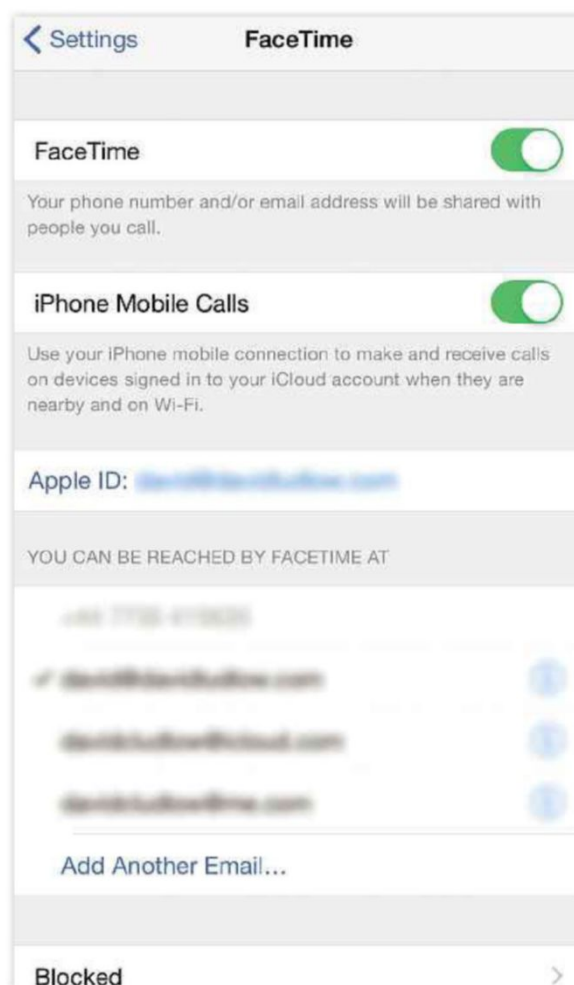 Settings
FaceTime
FaceTime
Your phone number and/or email address will be shared with
people you call.
iPhone Mobile Calls
Use your iPhone mobile connection to make and receive calls
on devices signed in to your iCloud account when they are
nearby and on Wi-Fi.
Apple ID:
YOU CAN BE REACHED BY FACETIME AT
Add Another Email...
Blocked